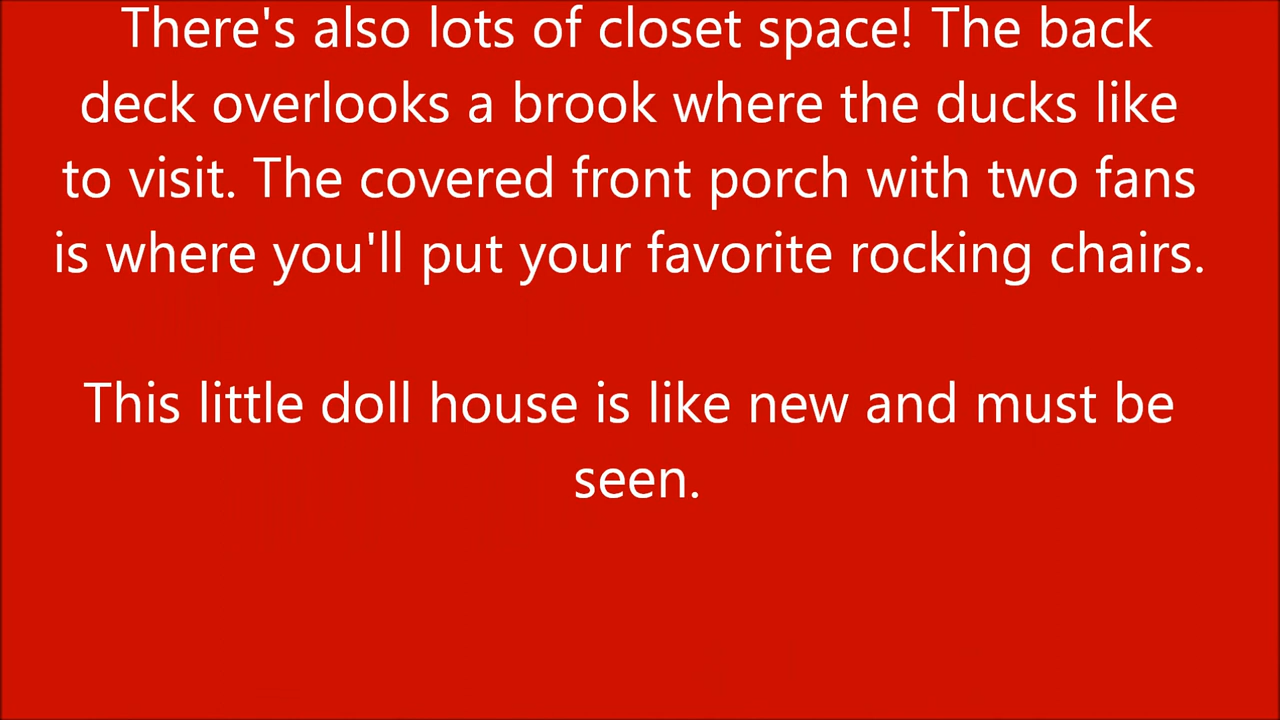 There's also lots of closet space! The back
deck overlooks a brook where the ducks like
to visit. The covered front porch with two fans
is where you'll put your favorite rocking chairs.
This little doll house is like new and must be
seen.